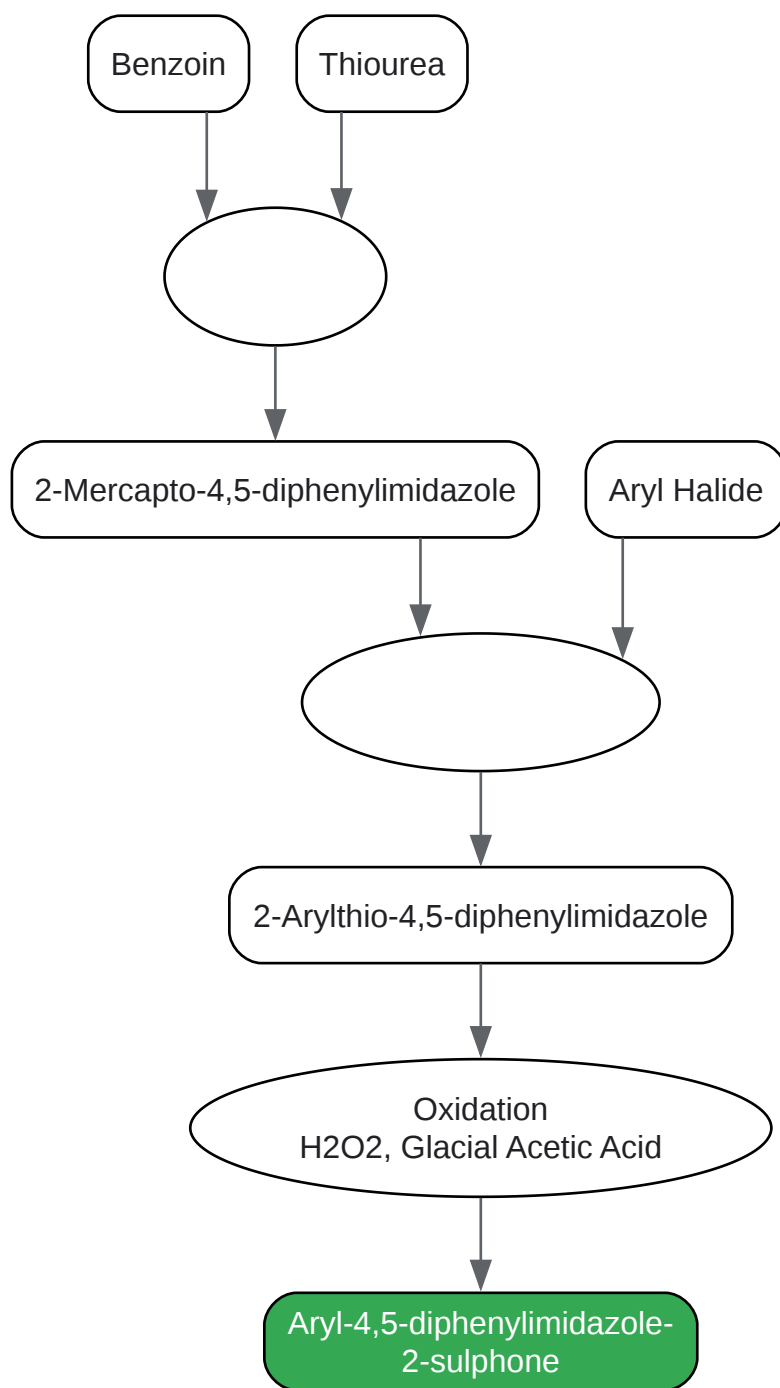 Benzoin
Thiourea
2-Mercapto-4,5-diphenylimidazole
Aryl Halide
2-Arylthio-4,5-diphenylimidazole
Oxidation
H2O2, Glacial Acetic Acid
Aryl-4,5-diphenylimidazole-
2-sulphone